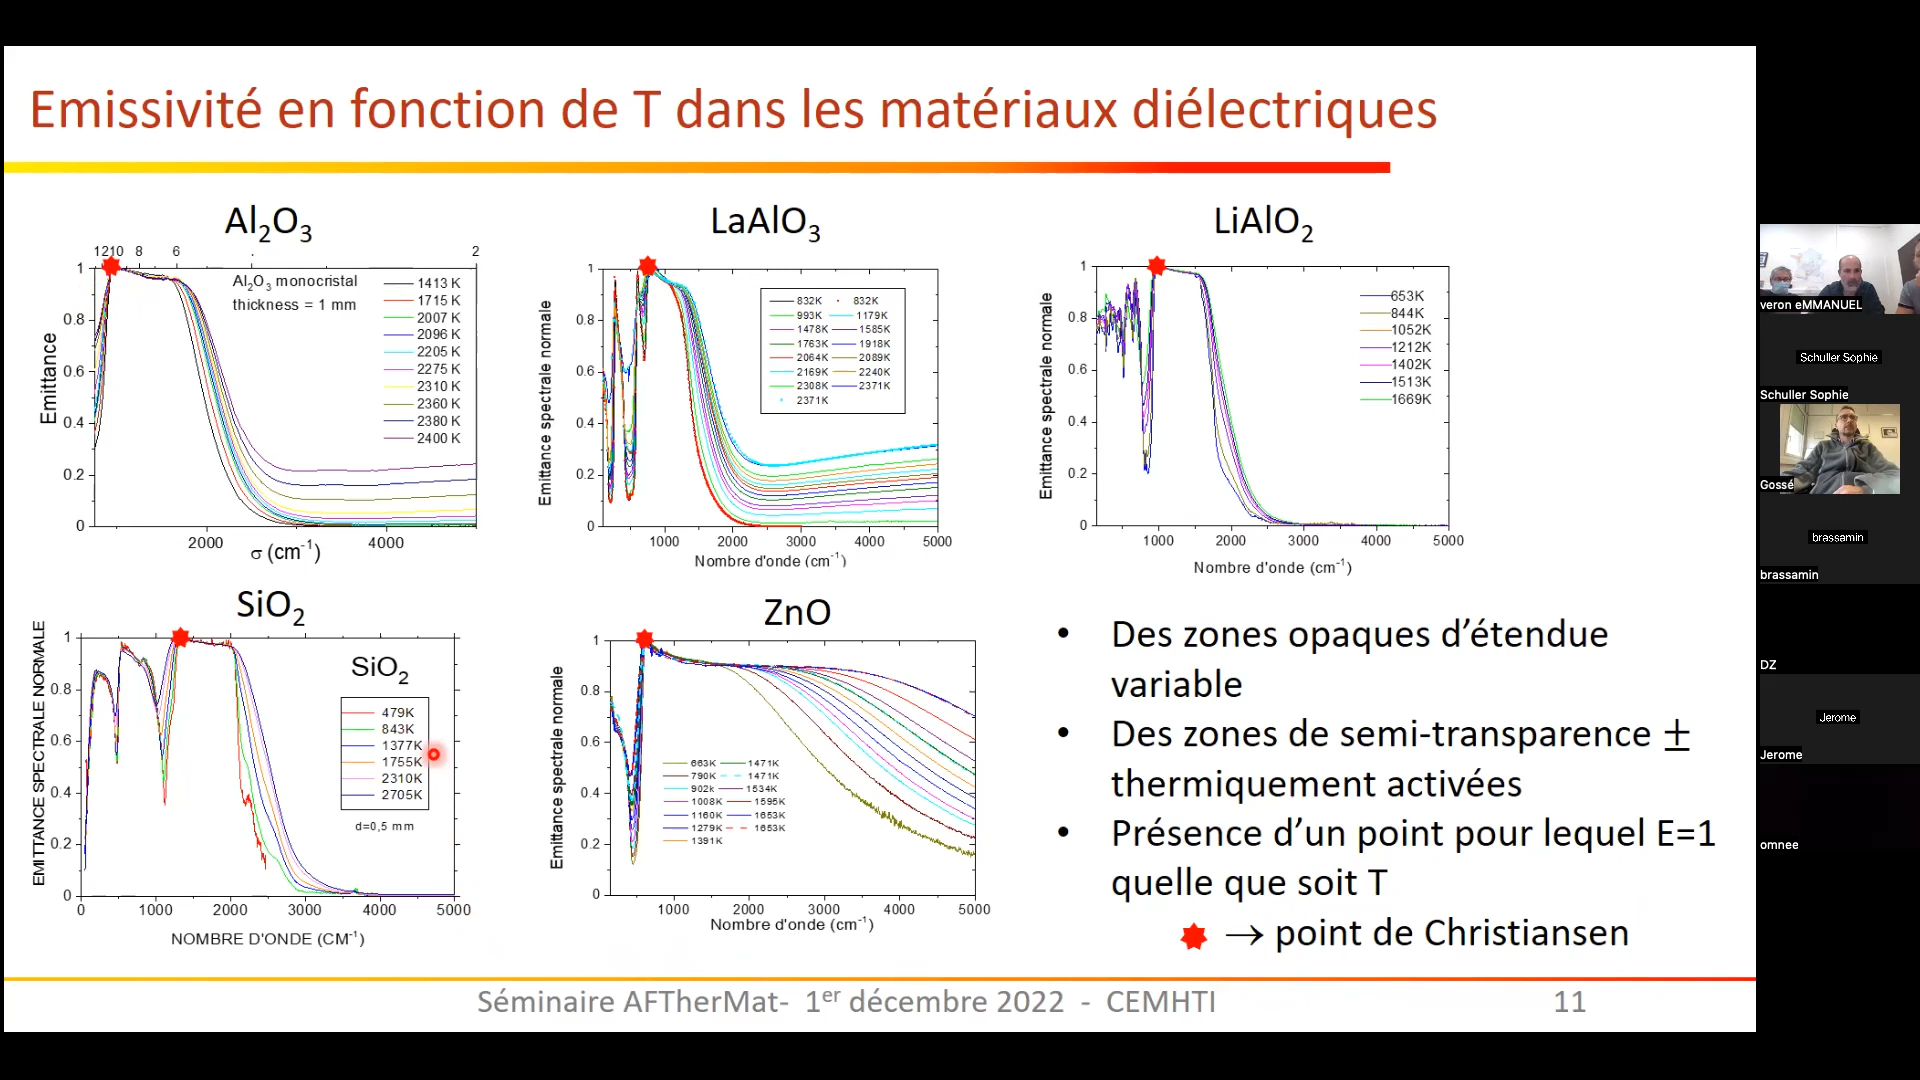 Emissivité en fonction de T dans les matériaux diélectriques
Al2O3
1210 8 6 2
Al2O3 monocristal
thickness = 1 mm
1413 K
1715 K
2007 K
2096 K
2205 K
2275 K
2310 K
2360 K
2380 K
2400 K
Emittance
1
0.8
0.6
0.4
0.2
0
2000 4000
σ (cm-1)
LaAlO3
Emittance spectrale normale
1
0.8
0.6
0.4
0.2
0
832K 832K
993K 1179K
1478K 1585K
1763K 1918K
2064K 2089K
2169K 2240K
2308K 2371K
2371K
1000 2000 3000 4000 5000
Nombre d'onde (cm-1)
LiAlO2
Emittance spectrale normale
1
0.8
0.6
0.4
0.2
0
653K
844K
1052K
1212K
1402K
1513K
1669K
1000 2000 3000 4000 5000
Nombre d'onde (cm-1)
SiO2
EMITTANCE SPECTRALE NORMALE
1
0.8
0.6
0.4
0.2
0
SiO2
479K
843K
1377K
1755K
2310K
2705K
d=0,5 mm
0 1000 2000 3000 4000 5000
NOMBRE D'ONDE (CM-1)
ZnO
Emittance spectrale normale
1
0.8
0.6
0.4
0.2
0
663K 1471K
790K 1471K
902k 1534K
1008K 1595K
1160K 1653K
1279K 1653K
1391K
1000 2000 3000 4000 5000
Nombre d'onde (cm-1)
• Des zones opaques d'étendue
variable
• Des zones de semi-transparence ±
thermiquement activées
• Présence d'un point pour lequel E=1
quelle que soit T
→ point de Christiansen
Séminaire AFTherMat- 1er décembre 2022 - CEMHTI
11
veron eMMANUEL
Schuller Sophie
Schuller Sophie
Gossé
brassamin
brassamin
DZ
Jerome
Jerome
omnee